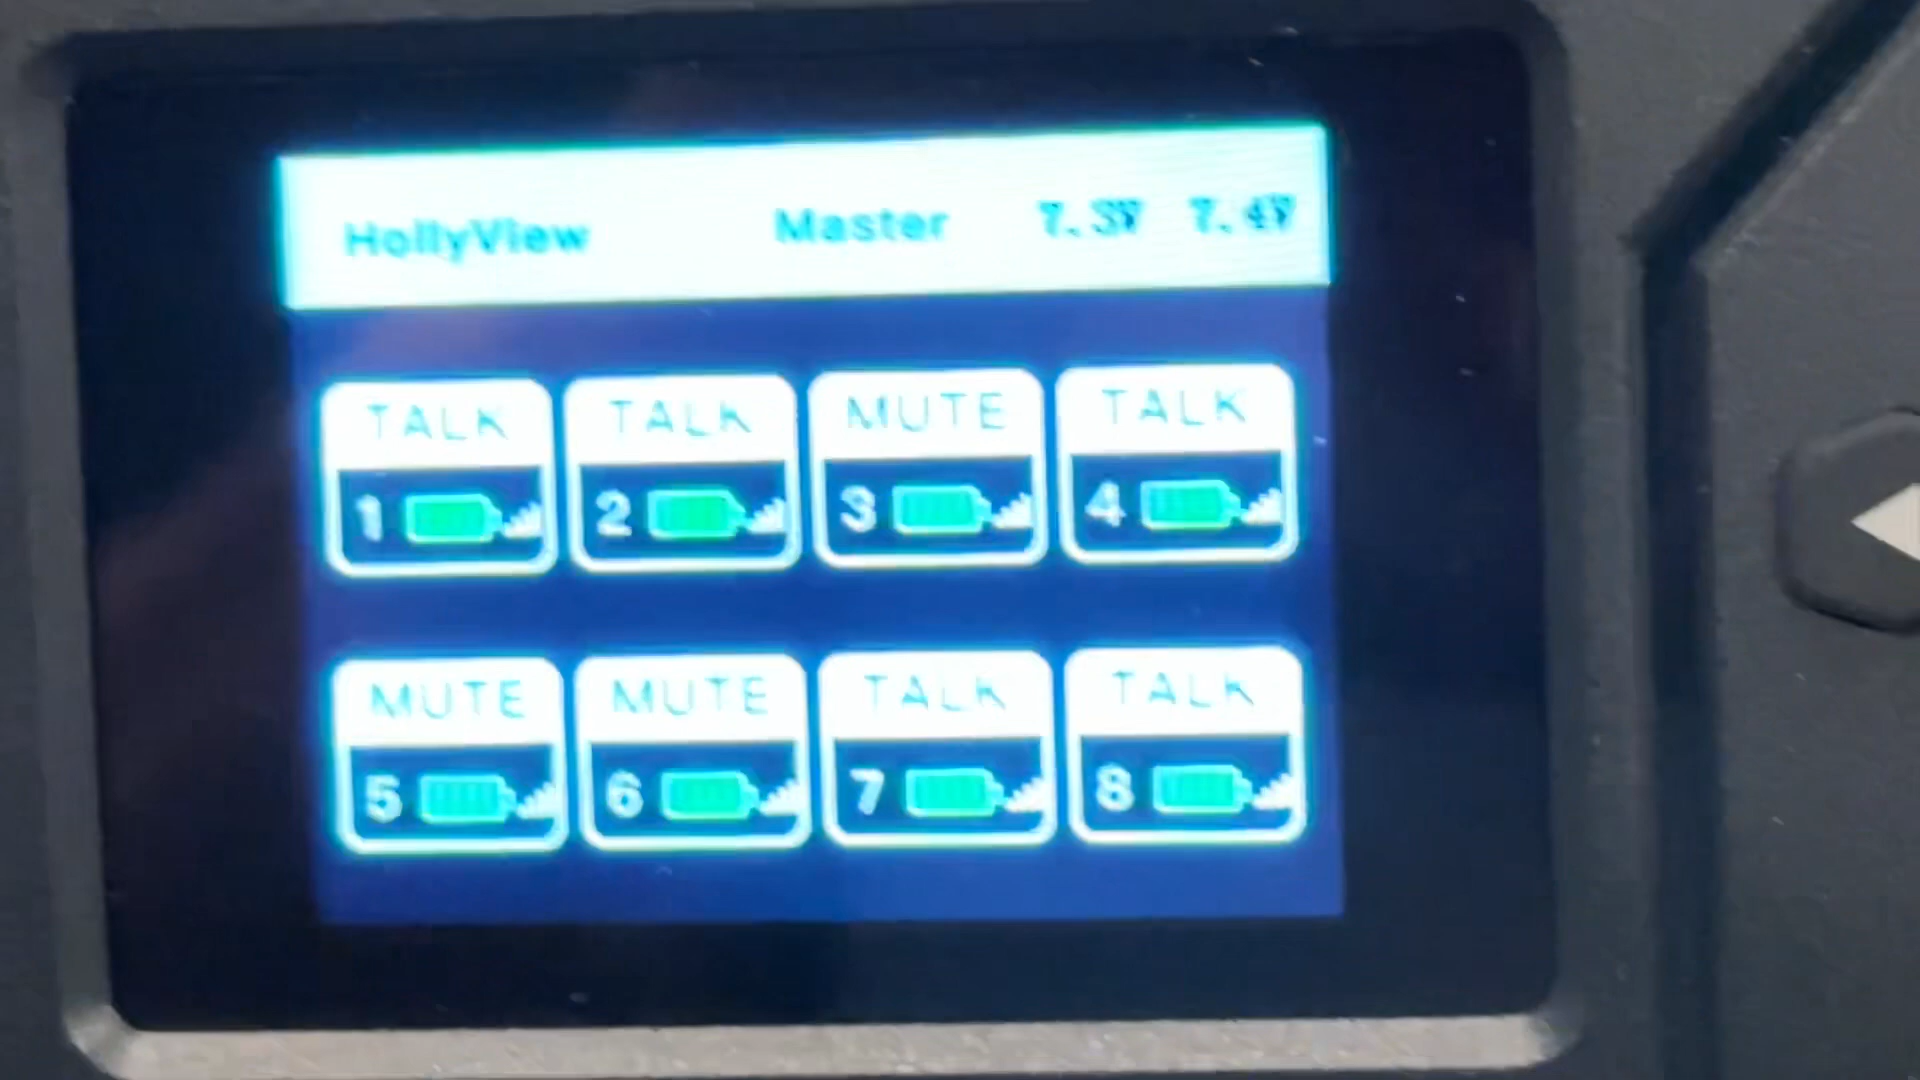 HollyView Master 7.3V 7.4V
TALK TALK MUTE TALK
1 2 3 4
MUTE MUTE TALK TALK
5 6 7 8